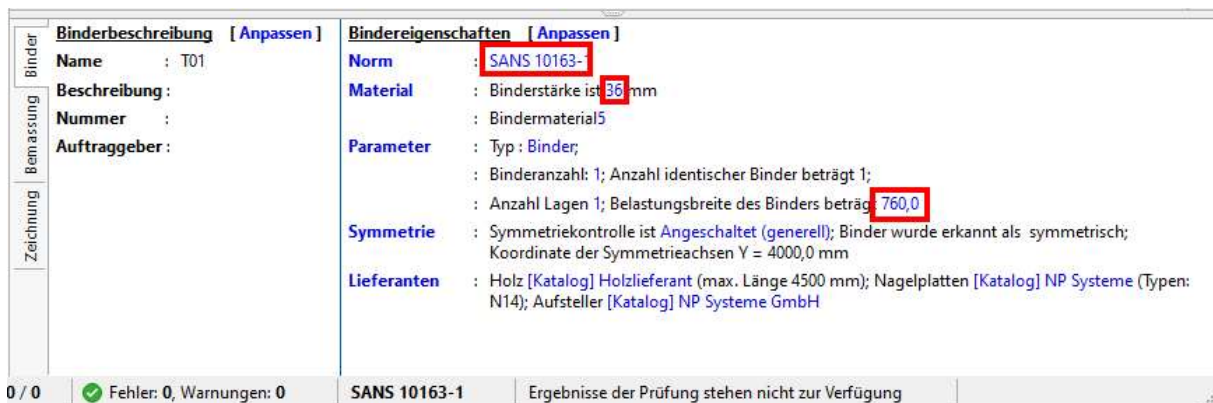 Binder
Bemassung
Zeichnung
Binderbeschreibung [ Anpassen ]
Name : T01
Beschreibung :
Nummer :
Auftraggeber :
Bindereigenschaften [ Anpassen ]
Norm : SANS 10163-1
Material : Binderstärke ist 36 mm
: Bindermaterial5
Parameter : Typ : Binder;
: Binderanzahl: 1; Anzahl identischer Binder beträgt 1;
: Anzahl Lagen 1; Belastungsbreite des Binders beträgt 760,0
Symmetrie : Symmetriekontrolle ist Angeschaltet (generell); Binder wurde erkannt als symmetrisch;
Koordinate der Symmetrieachsen Y = 4000,0 mm
Lieferanten : Holz [Katalog] Holzlieferant (max. Länge 4500 mm); Nagelplatten [Katalog] NP Systeme (Typen:
N14); Aufsteller [Katalog] NP Systeme GmbH
0 / 0 Fehler: 0, Warnungen: 0 SANS 10163-1 Ergebnisse der Prüfung stehen nicht zur Verfügung